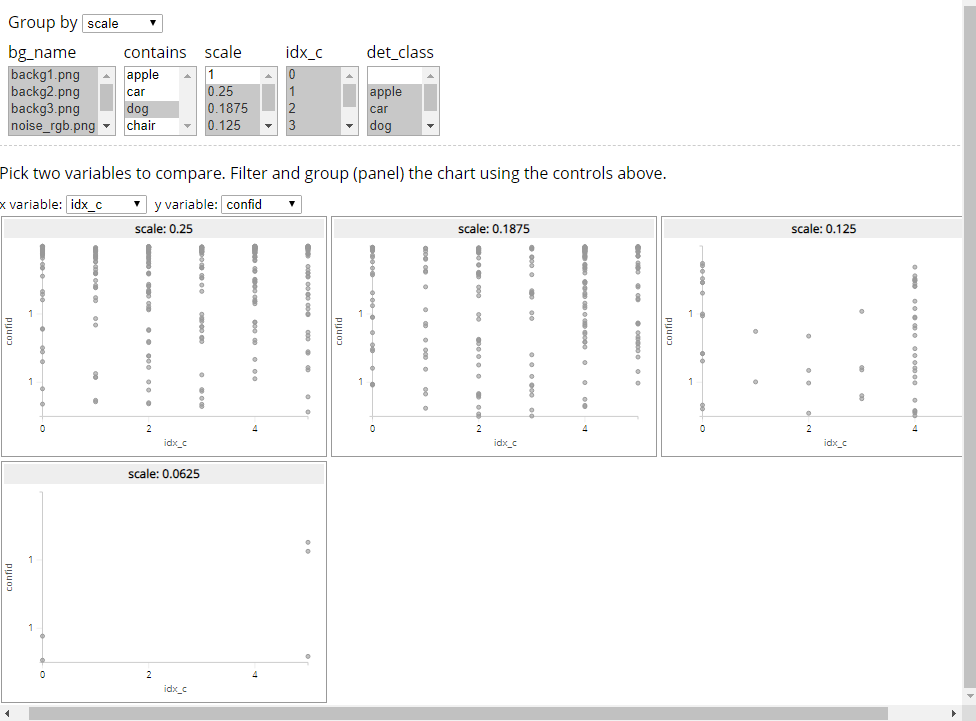 Group by scale
bg_name contains scale idx_c det_class
backg1.png apple 1 0
backg2.png car 0.25 1 apple
backg3.png dog 0.1875 2 car
noise_rgb.png chair 0.125 3 dog
Pick two variables to compare. Filter and group (panel) the chart using the controls above.
x variable: idx_c y variable: confid
scale: 0.25 scale: 0.1875 scale: 0.125
1 1 1
confid confid confid
1 1 1
0 2 4 0 2 4 0 2 4
idx_c idx_c idx_c
scale: 0.0625
1
confid
1
0 2 4
idx_c